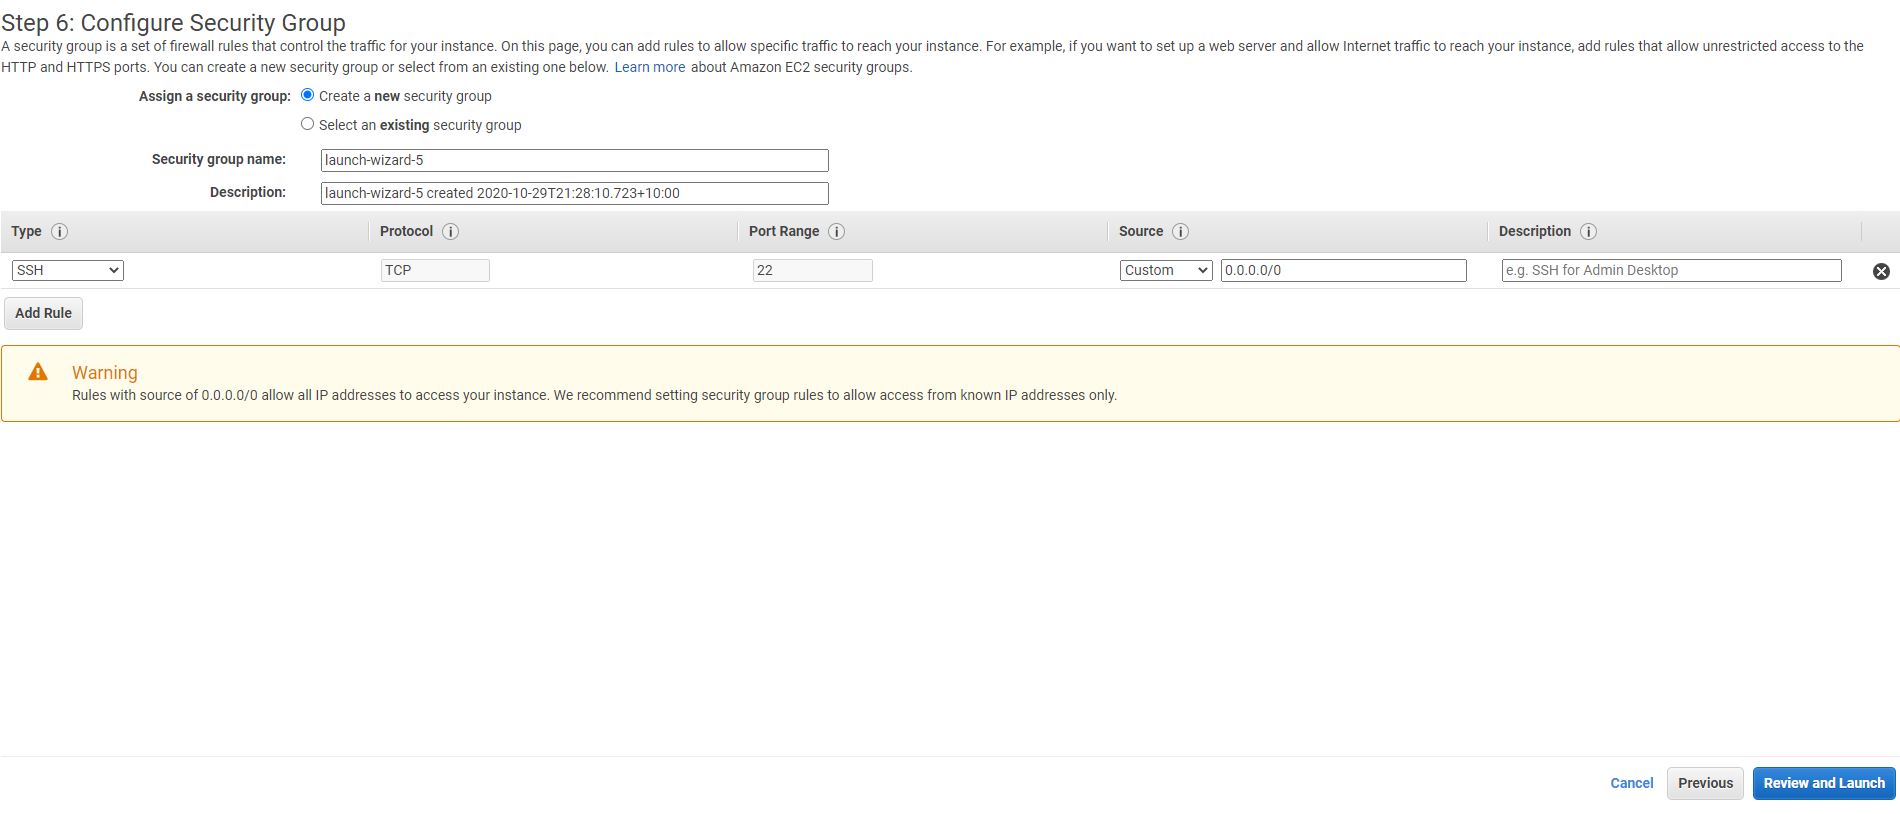 Step 6: Configure Security Group
A security group is a set of firewall rules that control the traffic for your instance. On this page, you can add rules to allow specific traffic to reach your instance. For example, if you want to set up a web server and allow Internet traffic to reach your instance, add rules that allow unrestricted access to the
HTTP and HTTPS ports. You can create a new security group or select from an existing one below. Learn more about Amazon EC2 security groups.
Assign a security group: Create a new security group
Select an existing security group
Security group name: launch-wizard-5
Description: launch-wizard-5 created 2020-10-29T21:28:10.723+10:00
Type i Protocol i Port Range i Source i Description i
SSH TCP 22 Custom 0.0.0.0/0 e.g. SSH for Admin Desktop
Add Rule
Warning
Rules with source of 0.0.0.0/0 allow all IP addresses to access your instance. We recommend setting security group rules to allow access from known IP addresses only.
Cancel Previous Review and Launch